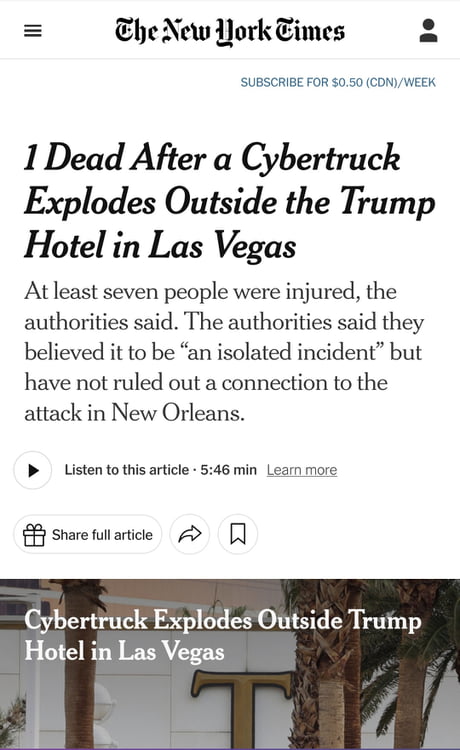 The New York Times
SUBSCRIBE FOR $0.50 (CDN)/WEEK
1 Dead After a Cybertruck
Explodes Outside the Trump
Hotel in Las Vegas
At least seven people were injured, the
authorities said. The authorities said they
believed it to be “an isolated incident” but
have not ruled out a connection to the
attack in New Orleans.
Listen to this article · 5:46 min Learn more
Share full article
Cybertruck Explodes Outside Trump
Hotel in Las Vegas
T